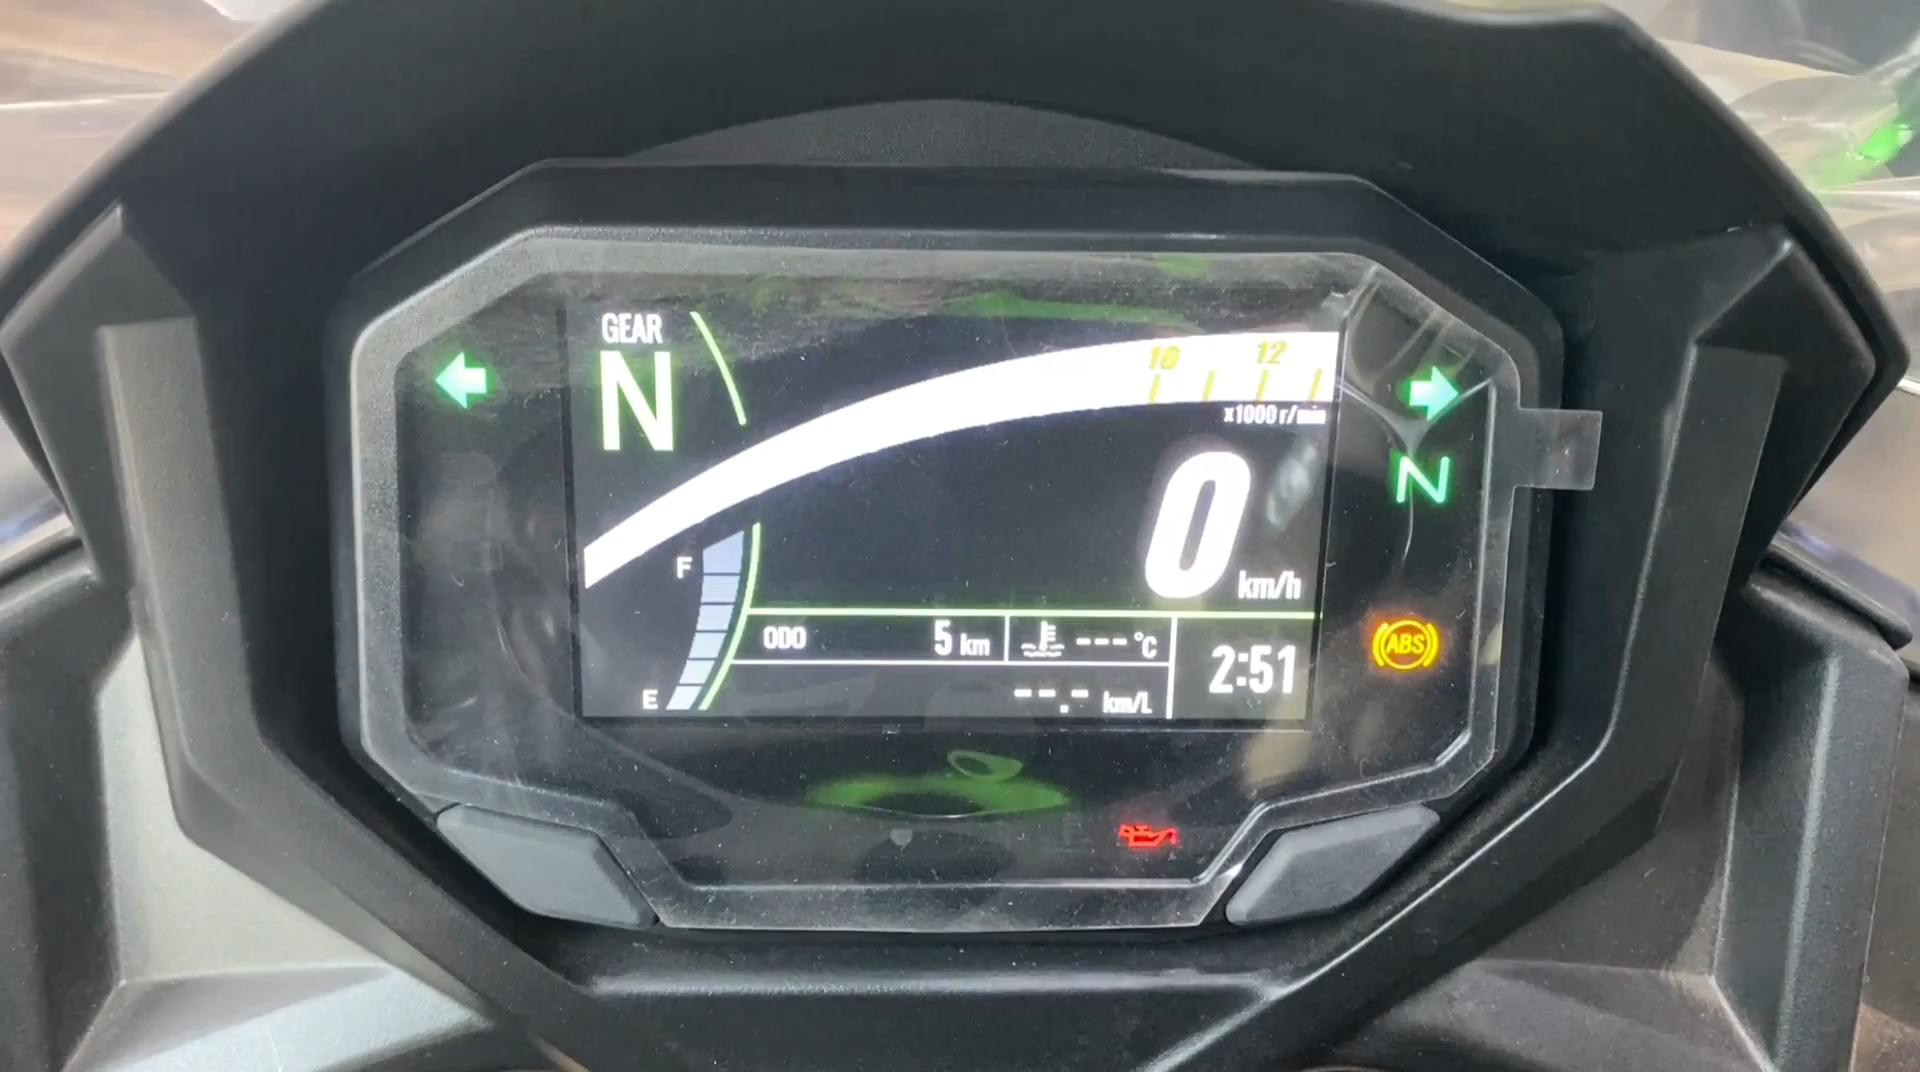 GEAR
N
10 12
x1000 r/min
N
0 km/h
F
ODO 5 km ---°C
ABS
2:51
E
--.- km/L